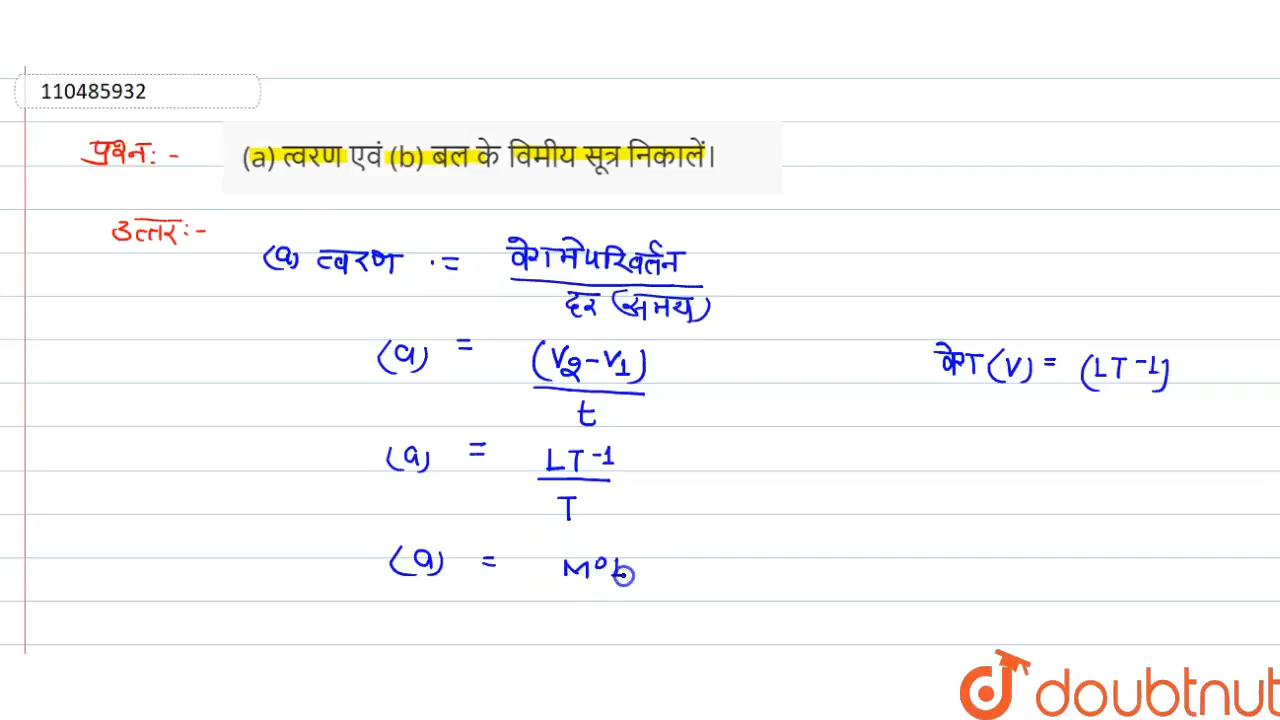 110485932
प्रश्न: - (a) त्वरण एवं (b) बल के विमीय सूत्र निकालें।
उत्तर:-
(a) त्वरण .= वेग मे परिवर्तन
दर (समय)
(a) = (V2-V1)
t
वेग (v) = (LT-1)
(a) = LT-1
T
(a) = M°L
doubtnut